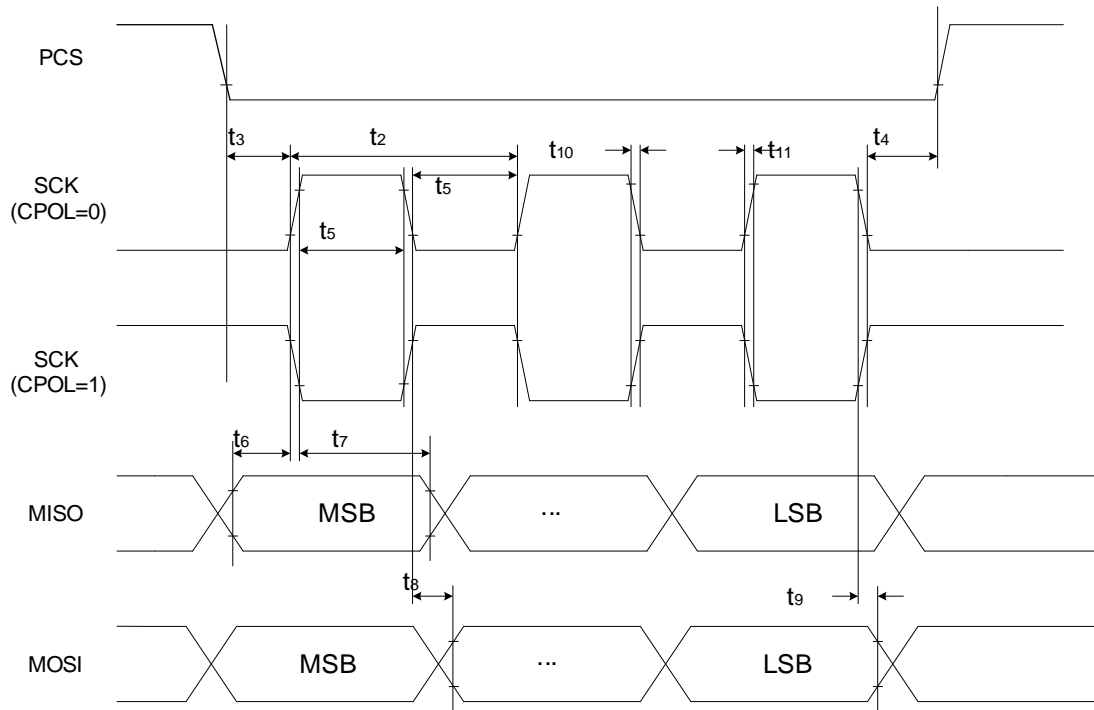 PCS
t3
t2
t10
t11
t4
SCK
(CPOL=0)
t5
t5
SCK
(CPOL=1)
t6
t7
MISO
MSB
...
LSB
t8
t9
MOSI
MSB
...
LSB